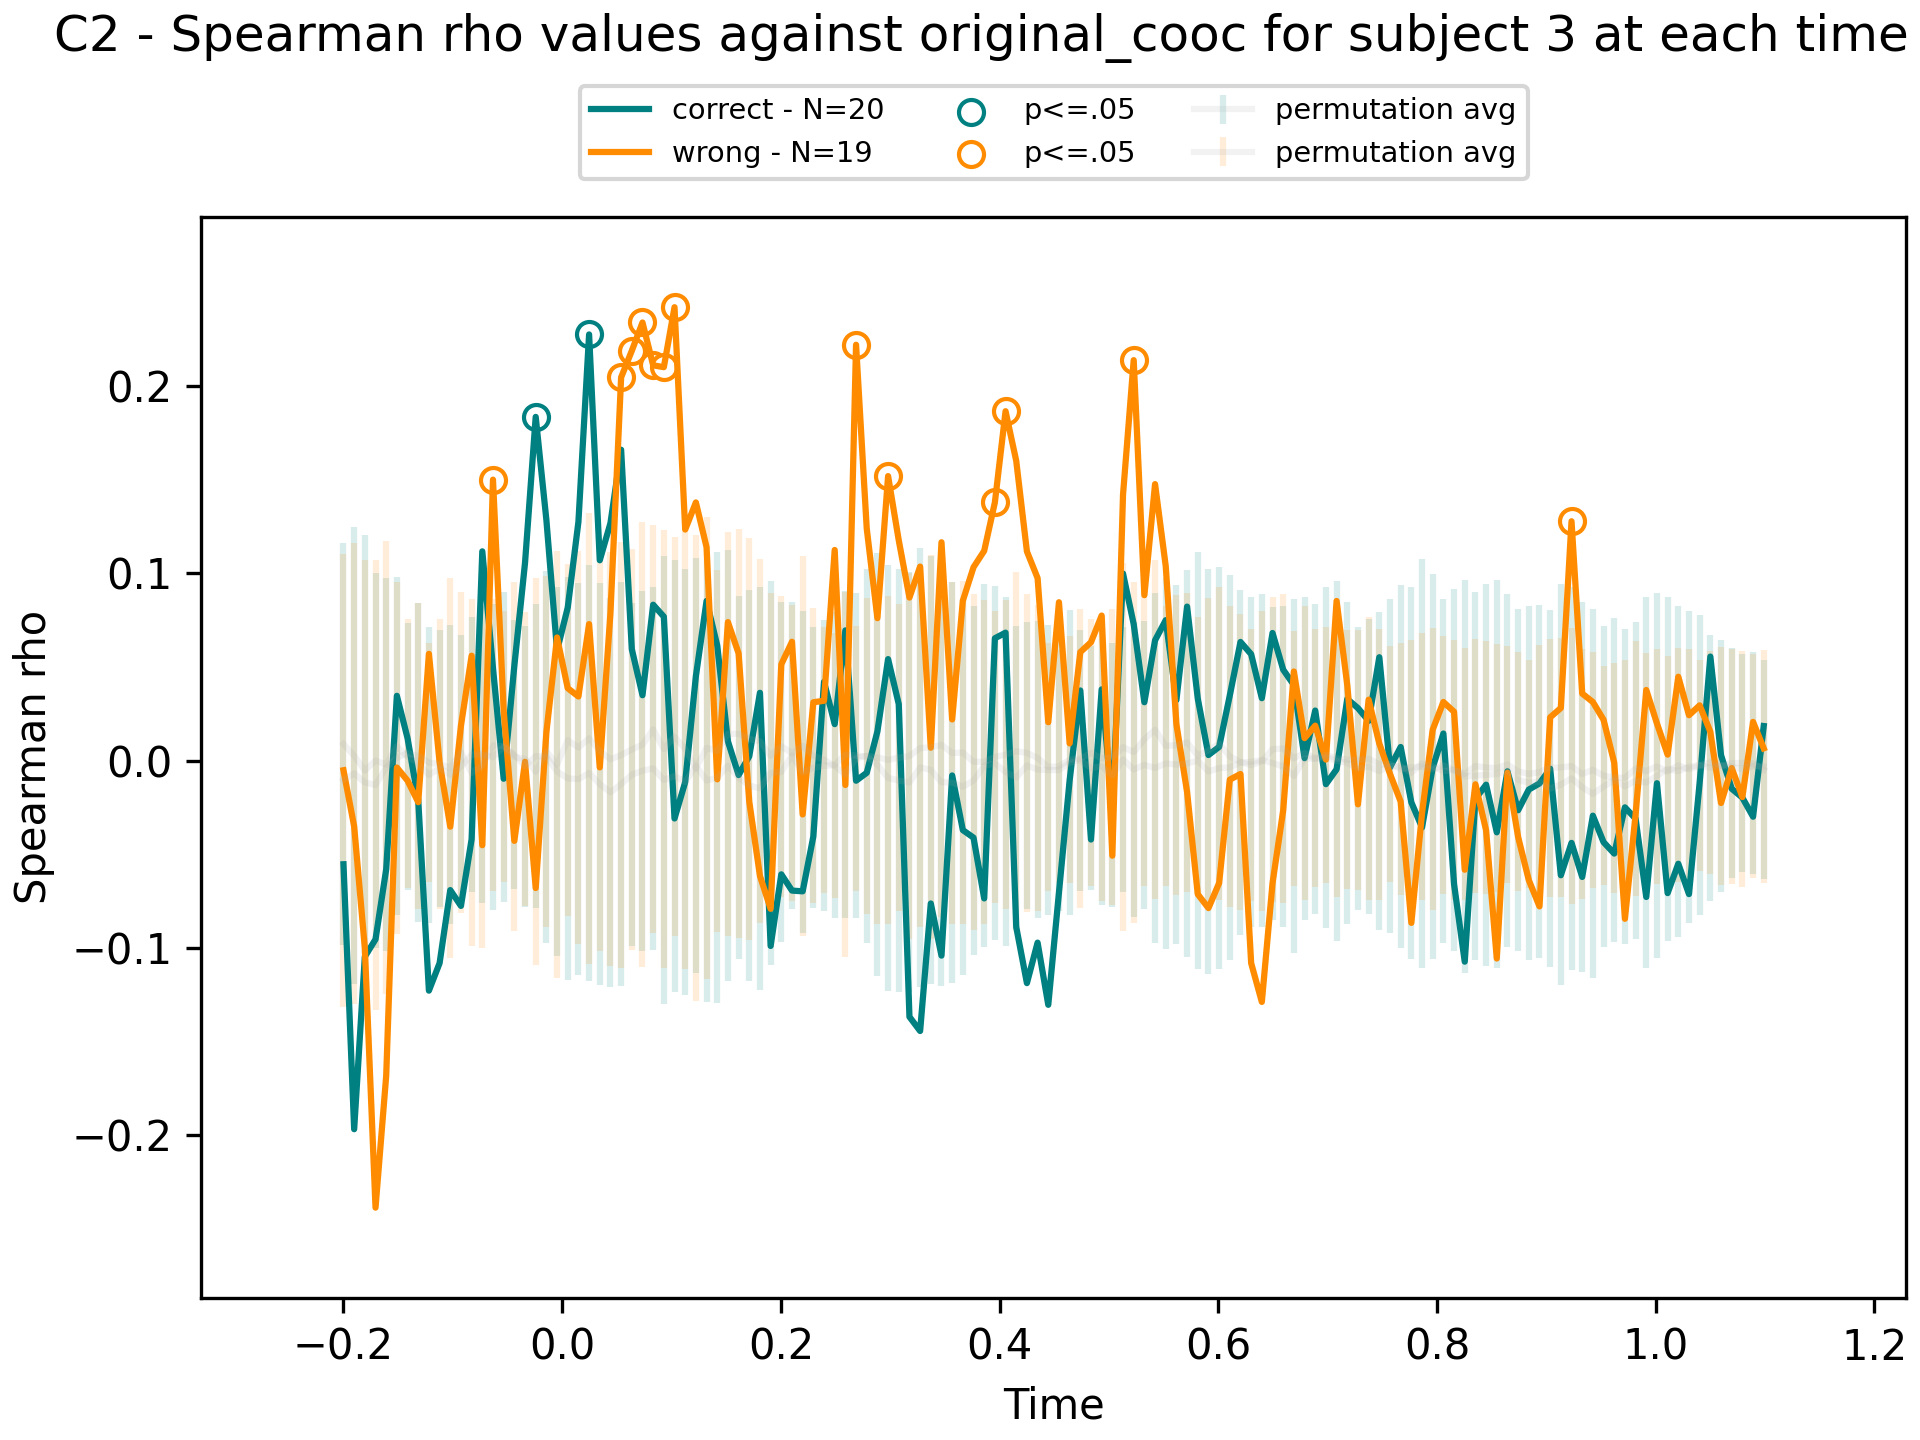 C2 - Spearman rho values against original_cooc for subject 3 at each time
correct - N=20 p<=.05 permutation avg
wrong - N=19 p<=.05 permutation avg
Spearman rho
0.2
0.1
0.0
−0.1
−0.2
−0.2 0.0 0.2 0.4 0.6 0.8 1.0 1.2
Time